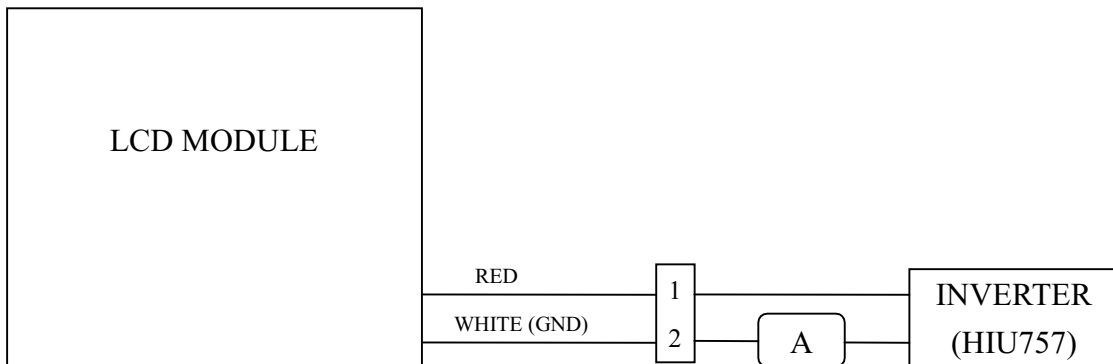 LCD MODULE
RED
1
INVERTER
WHITE (GND)
2
A
(HIU757)